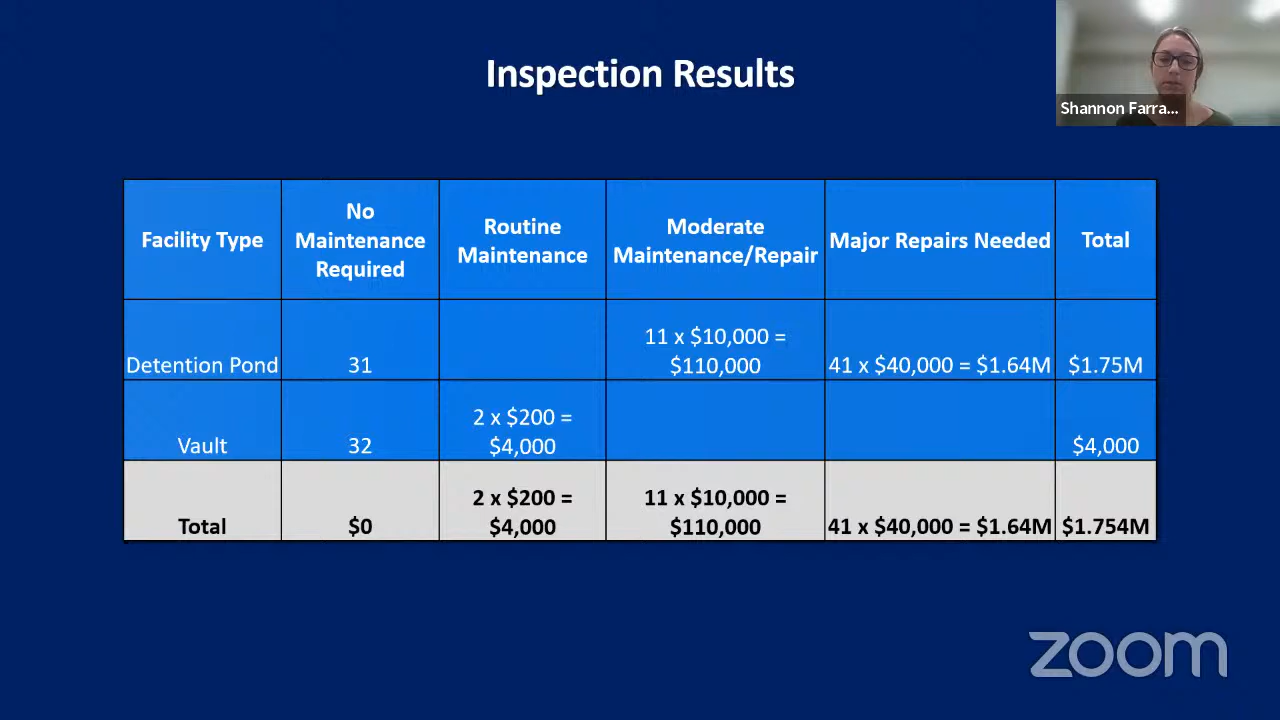 Inspection Results
Shannon Farra...
Facility Type
No
Maintenance
Required
Routine
Maintenance
Moderate
Maintenance/Repair
Major Repairs Needed
Total
Detention Pond
31
11 x $10,000 =
$110,000
41 x $40,000 = $1.64M
$1.75M
Vault
32
2 x $200 =
$4,000
$4,000
Total
$0
2 x $200 =
$4,000
11 x $10,000 =
$110,000
41 x $40,000 = $1.64M
$1.754M
zoom